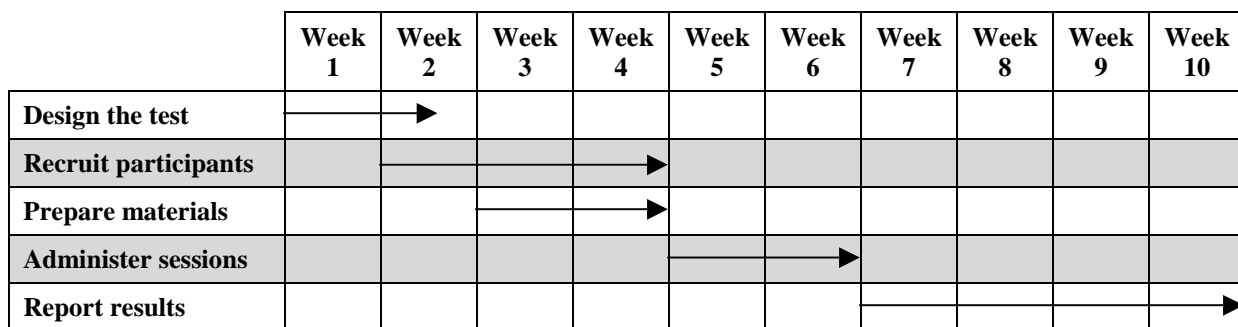 Week 1 Week 2 Week 3 Week 4 Week 5 Week 6 Week 7 Week 8 Week 9 Week 10
Design the test
Recruit participants
Prepare materials
Administer sessions
Report results